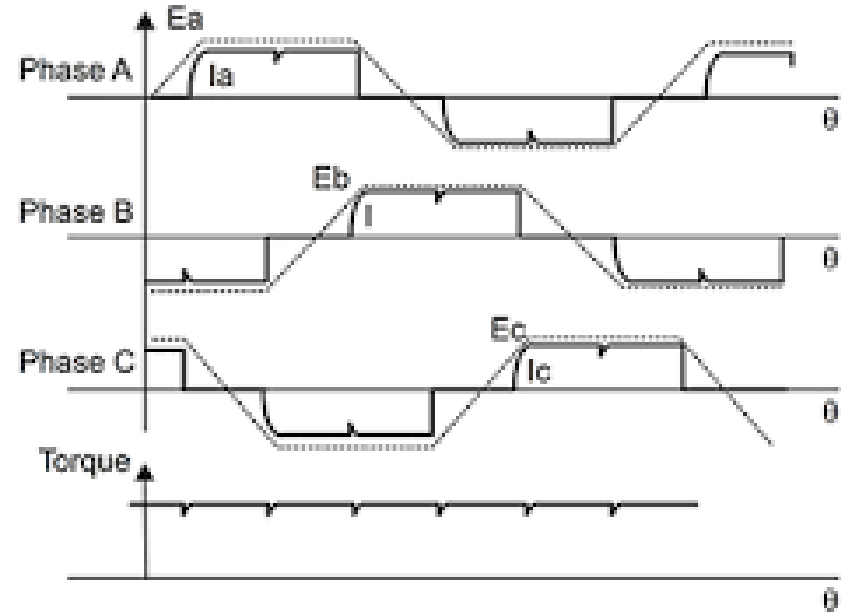 Ea
Phase A
Ia
θ
Eb
Phase B
I
θ
Ec
Phase C
Ic
θ
Torque
θ